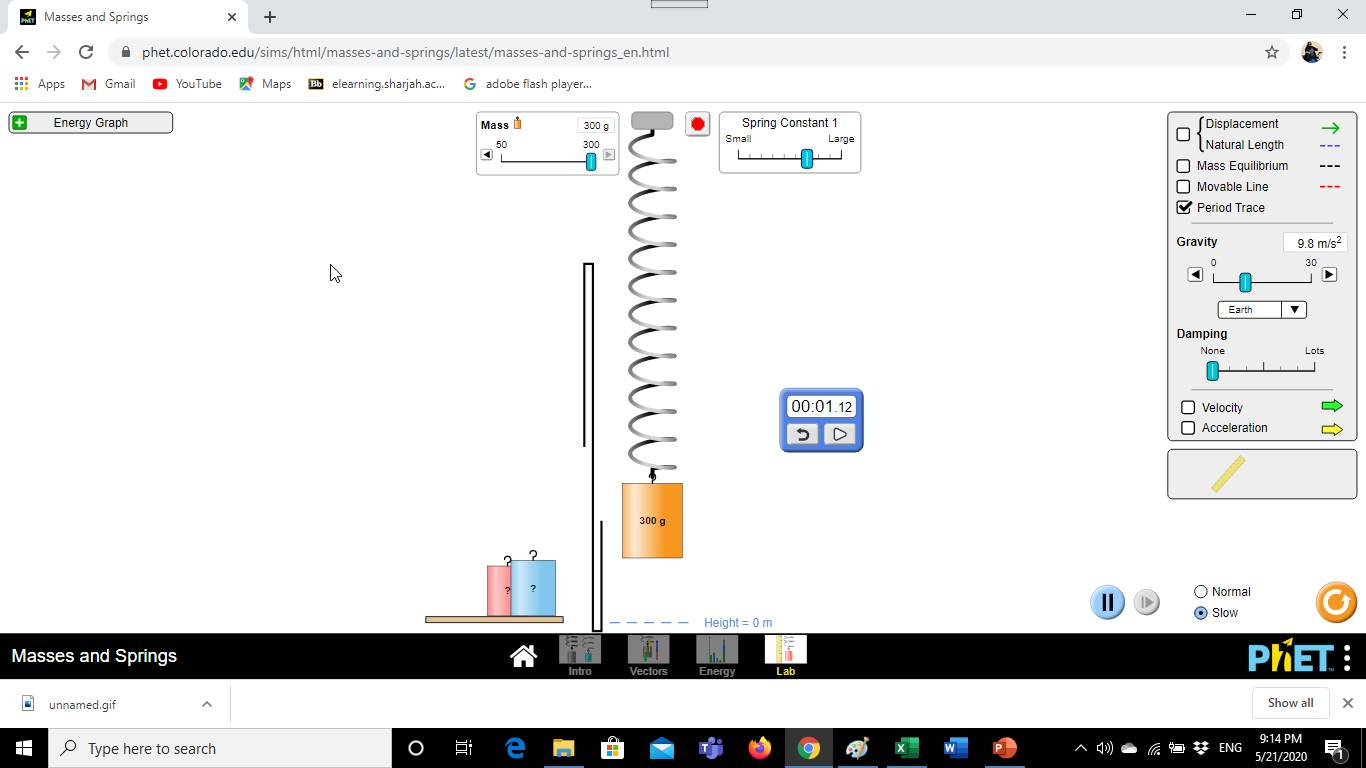 Masses and Springs
phet.colorado.edu/sims/html/masses-and-springs/latest/masses-and-springs_en.html
Apps Gmail YouTube Maps Bb elearning.sharjah.ac... adobe flash player...
Energy Graph
Mass 300 g
50 300
Spring Constant 1
Small Large
Displacement
Natural Length
Mass Equilibrium
Movable Line
Period Trace
Gravity 9.8 m/s²
0 30
Earth
Damping
None Lots
Velocity
Acceleration
00:01.12
300 g
? ?
Normal
Slow
Height = 0 m
Masses and Springs
Intro Vectors Energy Lab
PhET
unnamed.gif
Show all
Type here to search
ENG
9:14 PM
5/21/2020
1